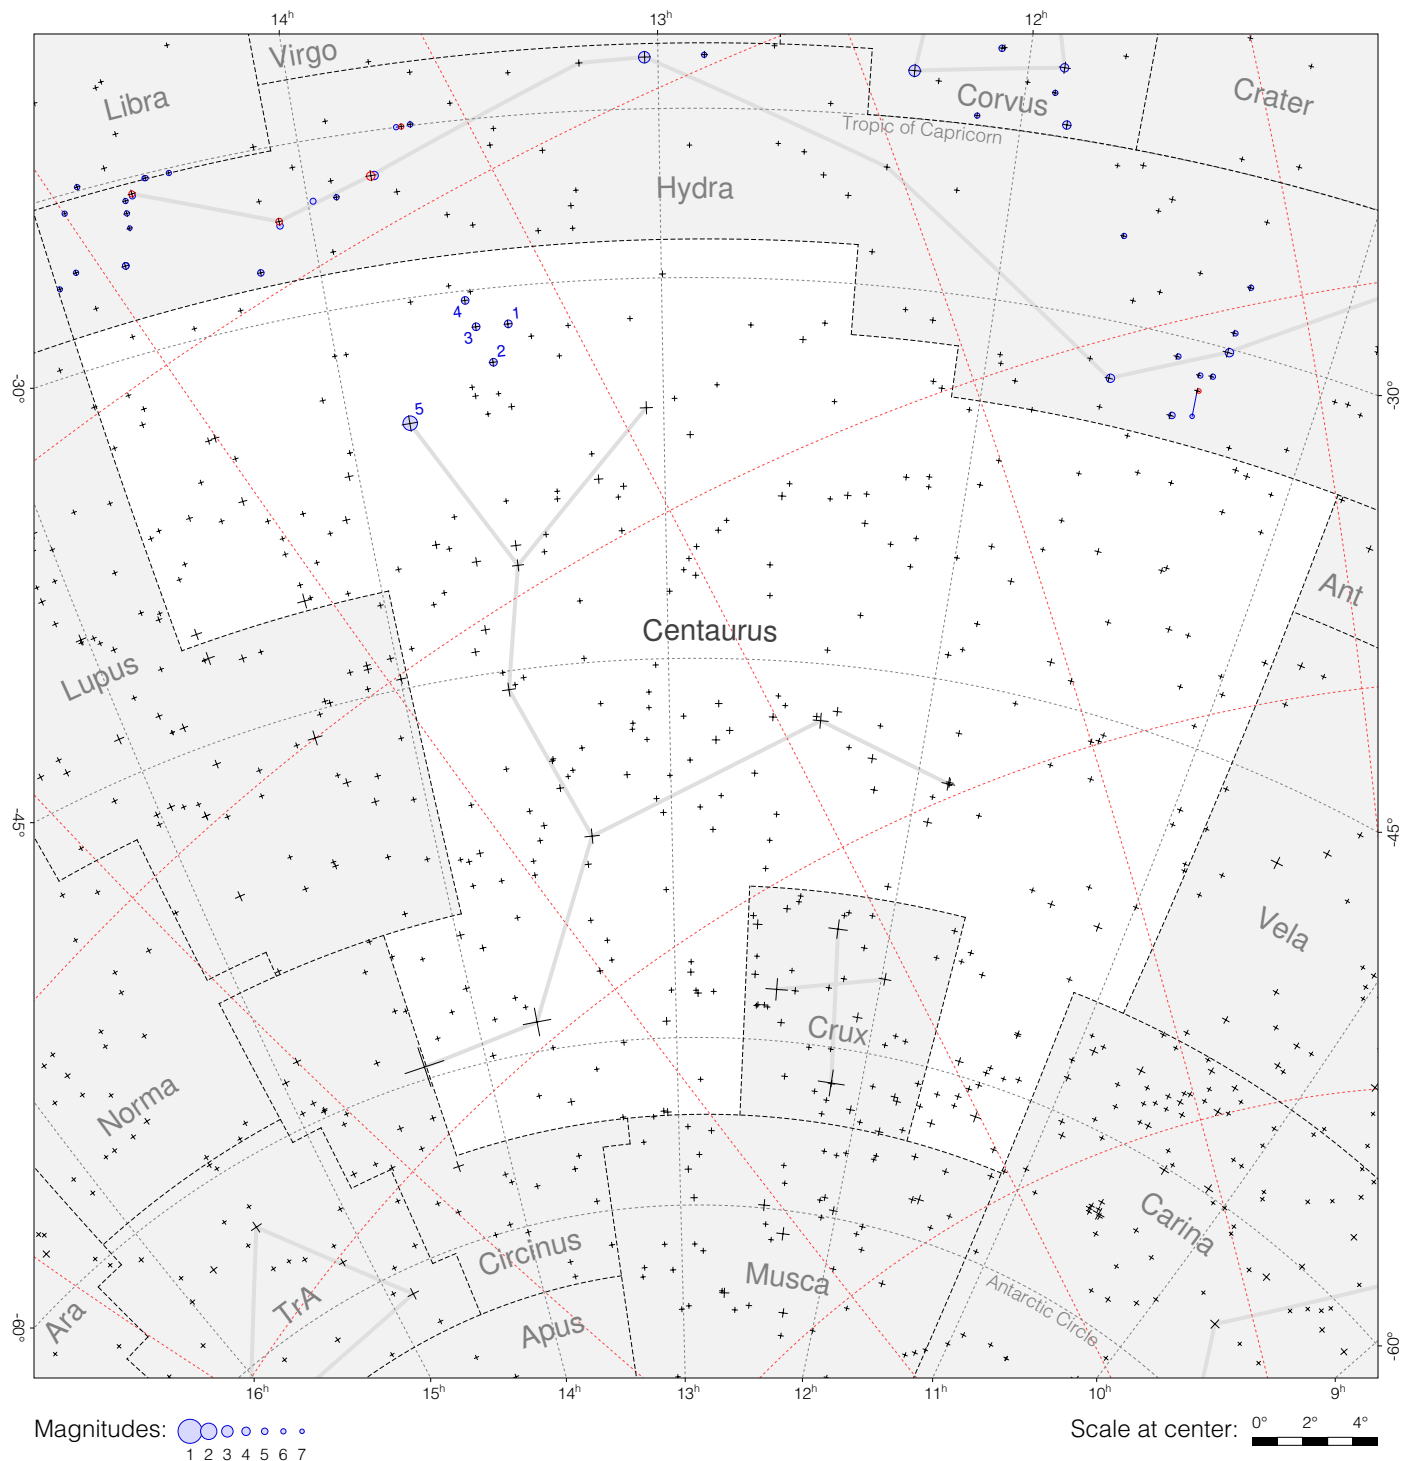 14h 13h 12h
Virgo
Libra
Corvus
Crater
Tropic of Capricorn
Hydra
4
1
3
2
5
-30° -30°
Ant
Centaurus
Lupus
-45° -45°
Vela
Crux
Norma
Carina
Circinus
Musca
Antarctic Circle
TrA
Ara
Apus
-60° -60°
16h 15h 14h 13h 12h 11h 10h 9h
Magnitudes:
1 2 3 4 5 6 7
Scale at center: 0° 2° 4°